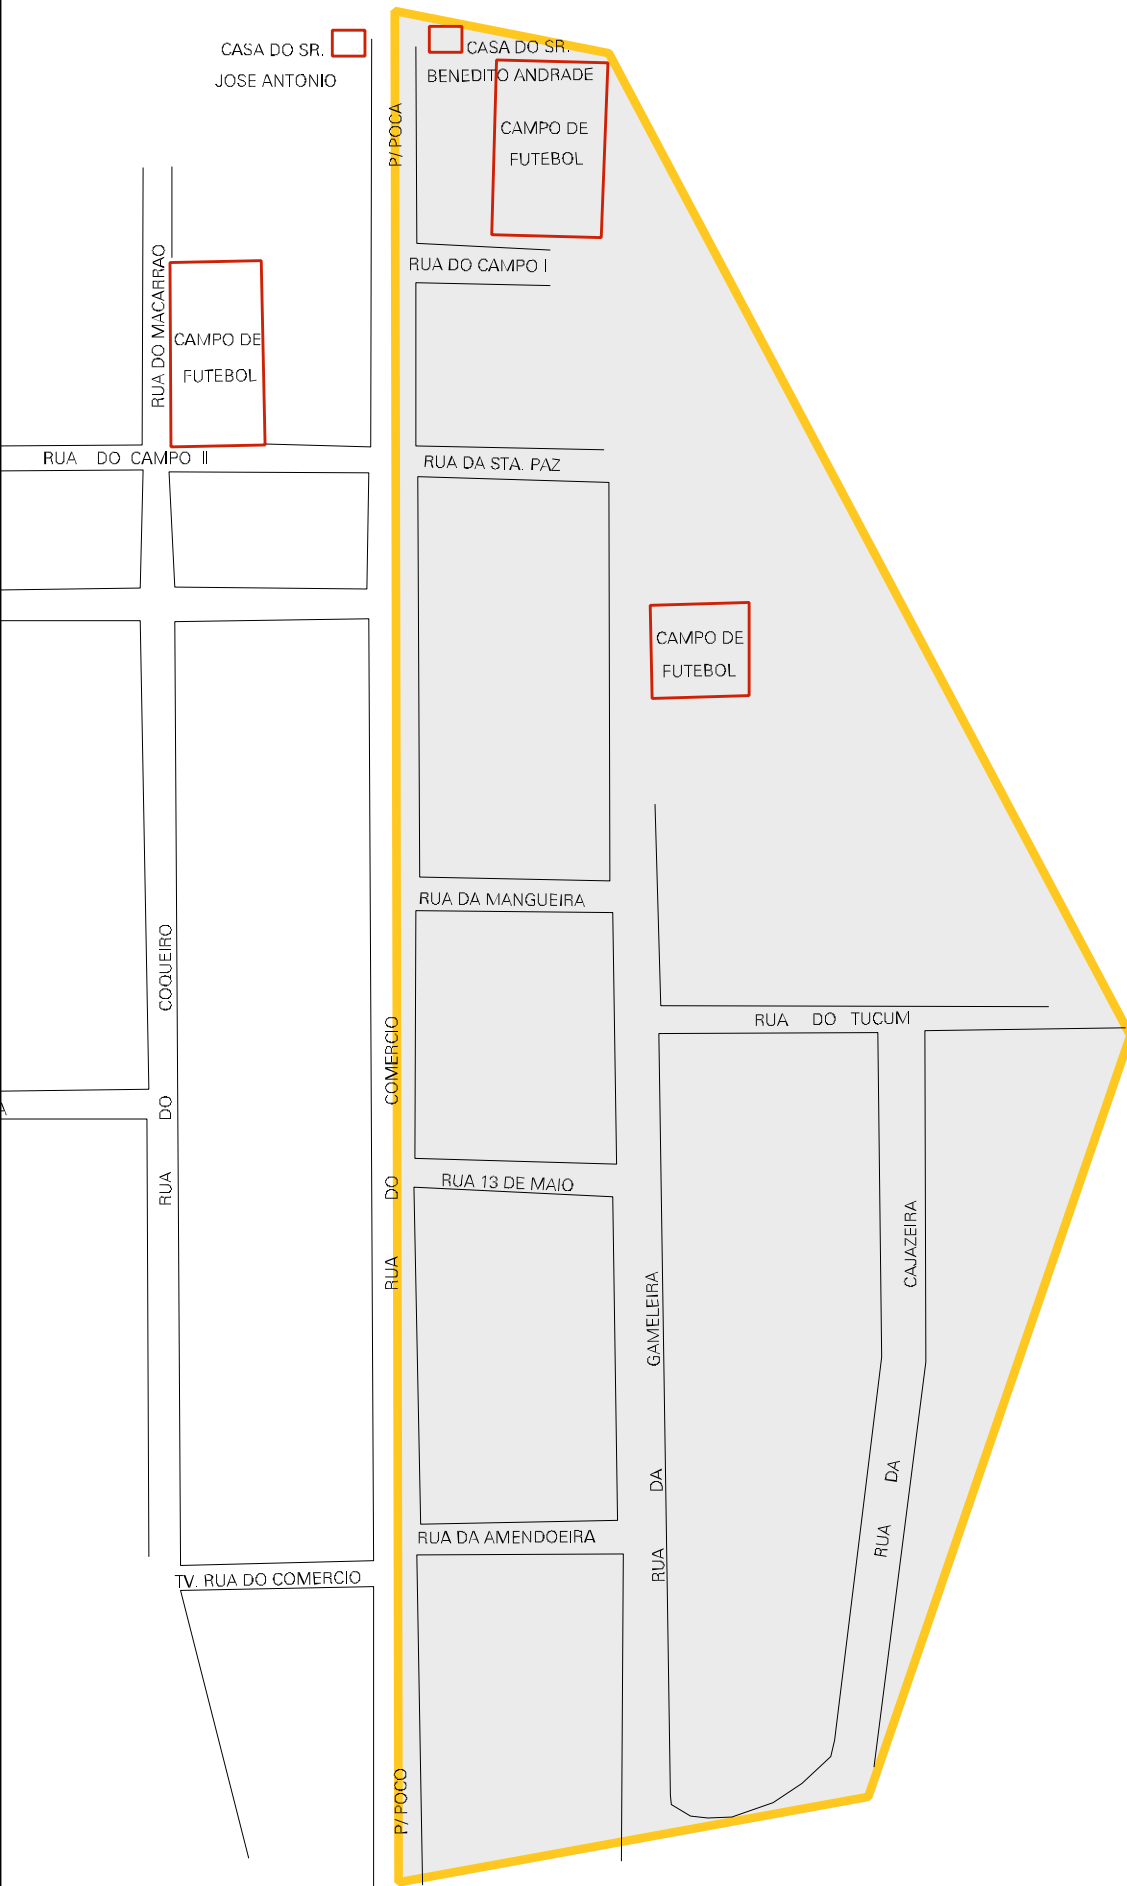 CASA DO SR.
JOSE ANTONIO
CASA DO SR.
BENEDITO ANDRADE
P/ POCA
CAMPO DE
FUTEBOL
RUA DO CAMPO I
RUA DO MACARRAO
CAMPO DE
FUTEBOL
RUA DO CAMPO II
RUA DA STA. PAZ
CAMPO DE
FUTEBOL
RUA DA MANGUEIRA
RUA DO COQUEIRO
RUA DO COMERCIO
RUA DO TUCUM
RUA 13 DE MAIO
RUA DA GAMELEIRA
RUA DA CAJAZEIRA
RUA DA AMENDOEIRA
TV. RUA DO COMERCIO
P/ POCO